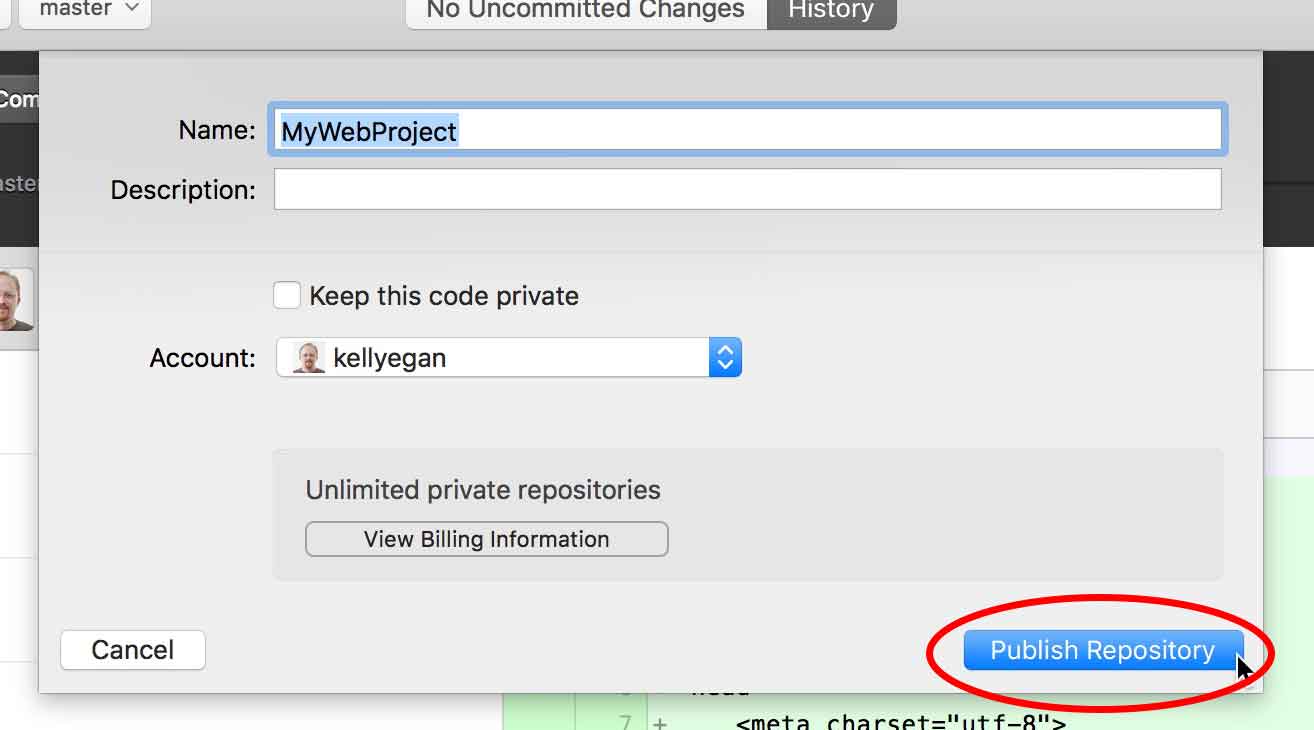 master
No Uncommitted Changes
History
Com
Name: MyWebProject
aster
Description:
Keep this code private
Account: kellyegan
Unlimited private repositories
View Billing Information
Cancel
Publish Repository
7 + <meta charset="utf-8">